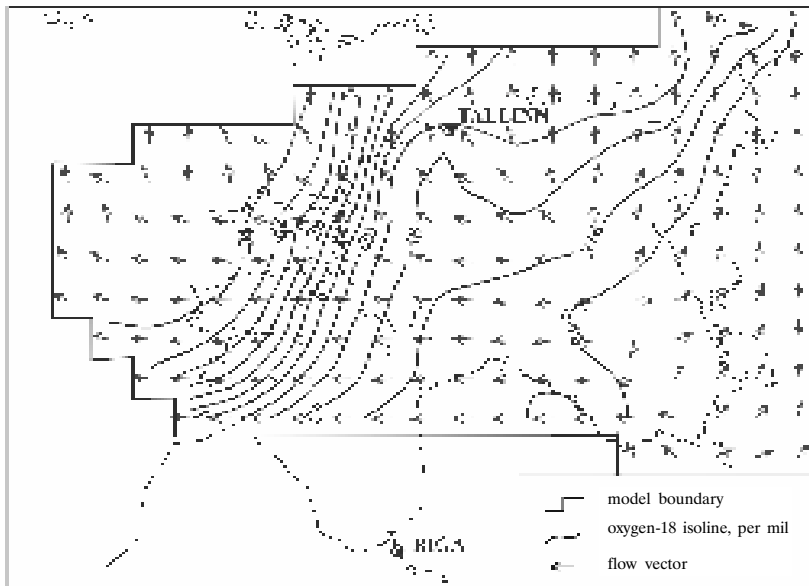 TALLINN
RIGA
model boundary
oxygen-18 isoline, per mil
flow vector